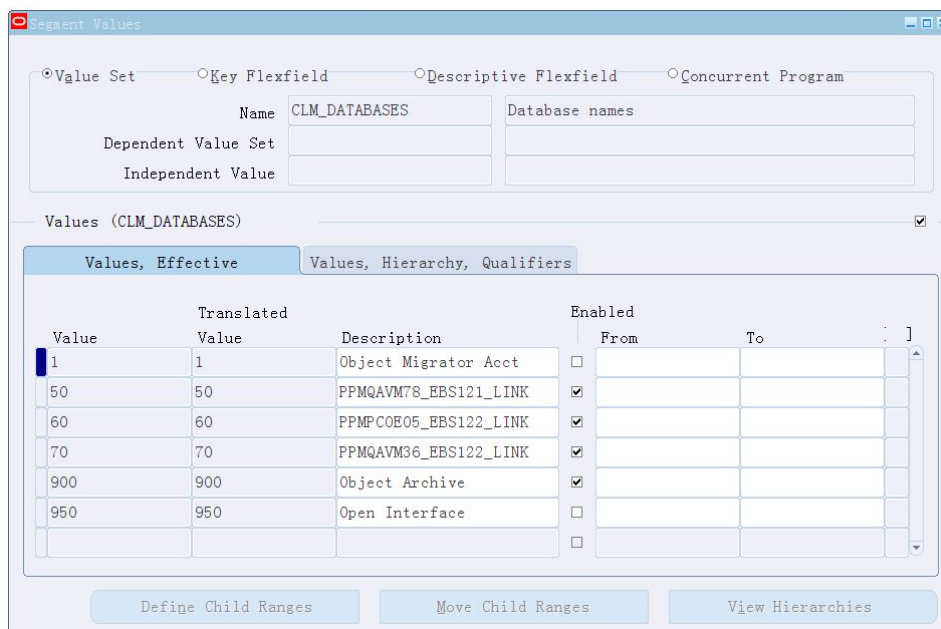 Segment Values
Value Set Key Flexfield Descriptive Flexfield Concurrent Program
Name CLM_DATABASES Database names
Dependent Value Set
Independent Value
Values (CLM_DATABASES)
Values, Effective Values, Hierarchy, Qualifiers
Translated Enabled
Value Value Description From To [ ]
1 1 Object Migrator Acct
50 50 PPMQAVM78_EBS121_LINK
60 60 PPMPCOE05_EBS122_LINK
70 70 PPMQAVM36_EBS122_LINK
900 900 Object Archive
950 950 Open Interface
Define Child Ranges Move Child Ranges View Hierarchies